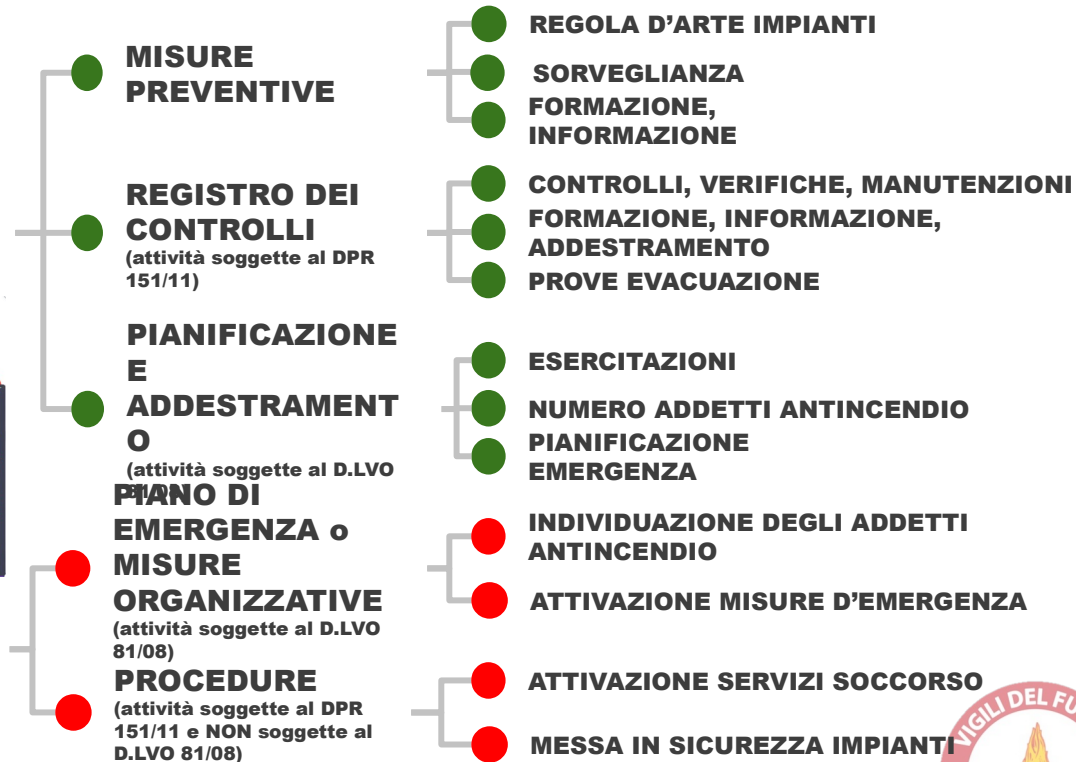 MISURE
PREVENTIVE
REGOLA D'ARTE IMPIANTI
SORVEGLIANZA
FORMAZIONE,
INFORMAZIONE
REGISTRO DEI
CONTROLLI
(attività soggette al DPR
151/11)
CONTROLLI, VERIFICHE, MANUTENZIONI
FORMAZIONE, INFORMAZIONE,
ADDESTRAMENTO
PROVE EVACUAZIONE
PIANIFICAZIONE
E
ADDESTRAMENT
O
(attività soggette al D.LVO
ESERCITAZIONI
NUMERO ADDETTI ANTINCENDIO
PIANIFICAZIONE
EMERGENZA
PIANO DI
EMERGENZA o
MISURE
ORGANIZZATIVE
(attività soggette al D.LVO
81/08)
INDIVIDUAZIONE DEGLI ADDETTI
ANTINCENDIO
ATTIVAZIONE MISURE D'EMERGENZA
PROCEDURE
(attività soggette al DPR
151/11 e NON soggette al
D.LVO 81/08)
ATTIVAZIONE SERVIZI SOCCORSO
MESSA IN SICUREZZA IMPIANTI
VIGILI DEL FU